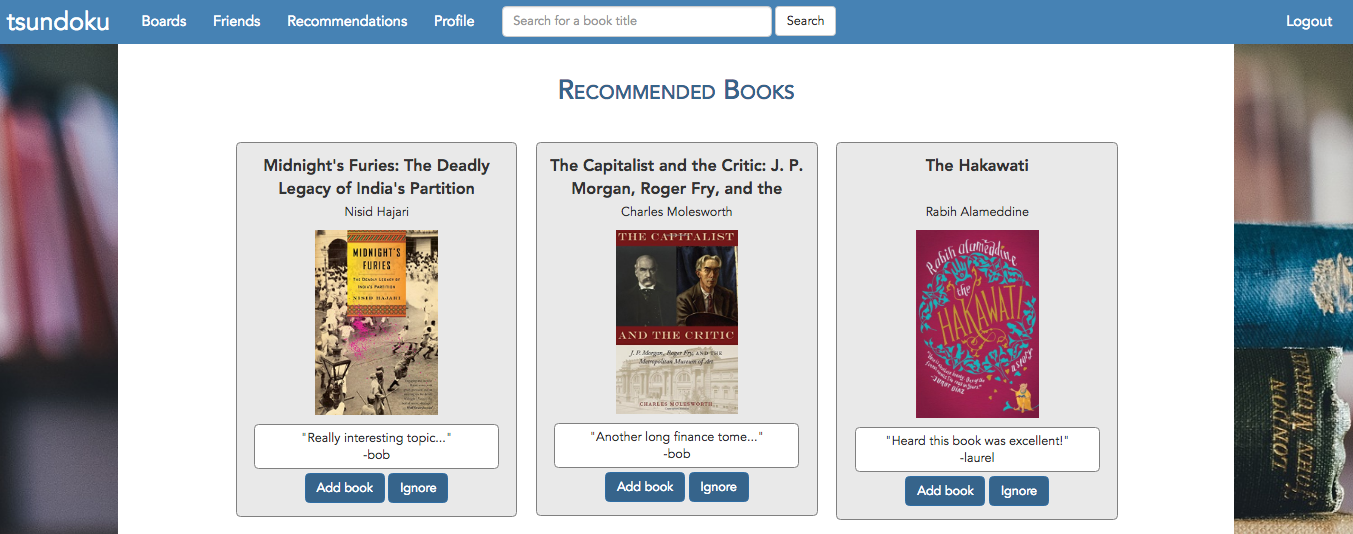 tsundoku Boards Friends Recommendations Profile Search for a book title Search Logout
Recommended Books
Midnight's Furies: The Deadly
Legacy of India's Partition
Nisid Hajari
MIDNIGHT'S
FURIES
THE DEADLY LEGACY OF
INDIA'S PARTITION
NISID HAJARI
"Really interesting topic..."
-bob
Add book Ignore
The Capitalist and the Critic: J. P.
Morgan, Roger Fry, and the
Charles Molesworth
THE CAPITALIST
AND THE CRITIC
J. P. Morgan, Roger Fry, AND THE
Metropolitan Museum of Art
CHARLES MOLESWORTH
"Another long finance tome..."
-bob
Add book Ignore
The Hakawati
Rabih Alameddine
Rabih Alameddine
the
HAKAWATI
A STORY
"Heard this book was excellent!"
-laurel
Add book Ignore
LONDON
JOHN MURRAY